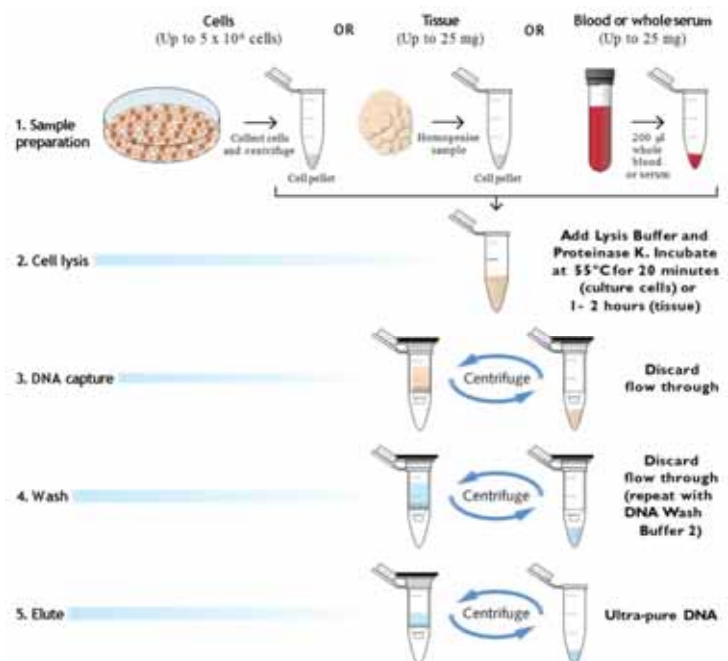 Cells
(Up to 5 x 10⁶ cells)
OR
Tissue
(Up to 25 mg)
OR
Blood or whole serum
(Up to 25 mg)
1. Sample
preparation
Collect cells
and centrifuge
Cell pellet
Homogenise
sample
Cell pellet
200 µl
whole
blood
or serum
2. Cell lysis
Add Lysis Buffer and
Proteinase K. Incubate
at 55°C for 20 minutes
(culture cells) or
1- 2 hours (tissue)
3. DNA capture
Centrifuge
Discard
flow through
4. Wash
Centrifuge
Discard
flow through
(repeat with
DNA Wash
Buffer 2)
5. Elute
Centrifuge
Ultra-pure DNA